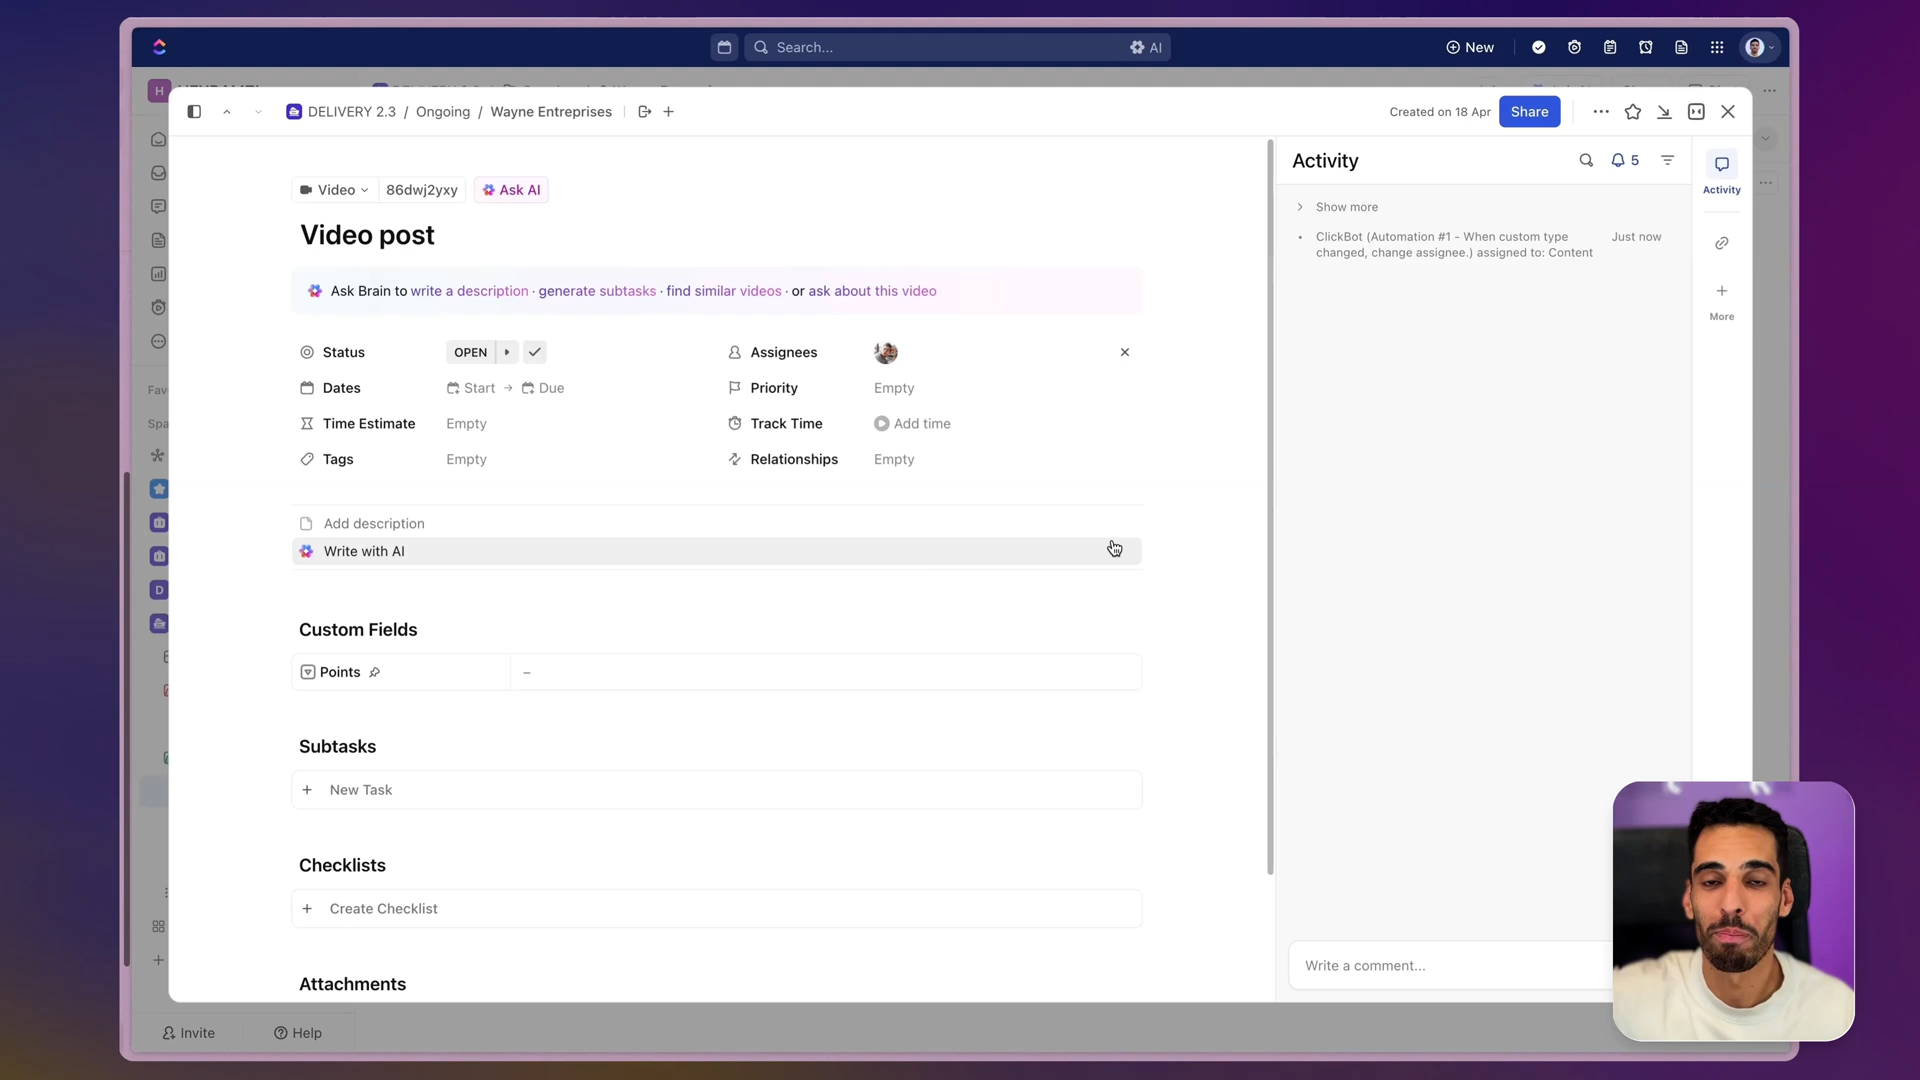 Search...
AI
New
H
DELIVERY 2.3 / Ongoing / Wayne Entreprises
Created on 18 Apr
Share
Video
86dwj2yxy
Ask AI
Video post
Ask Brain to write a description · generate subtasks · find similar videos · or ask about this video
Status
OPEN
Assignees
Dates
Start → Due
Priority
Empty
Time Estimate
Empty
Track Time
Add time
Tags
Empty
Relationships
Empty
Add description
Write with AI
Custom Fields
Points
–
Subtasks
New Task
Checklists
Create Checklist
Attachments
Activity
5
Show more
ClickBot (Automation #1 - When custom type
changed, change assignee.) assigned to: Content
Just now
Write a comment...
Activity
More
Fav
Spa
D
Invite
Help